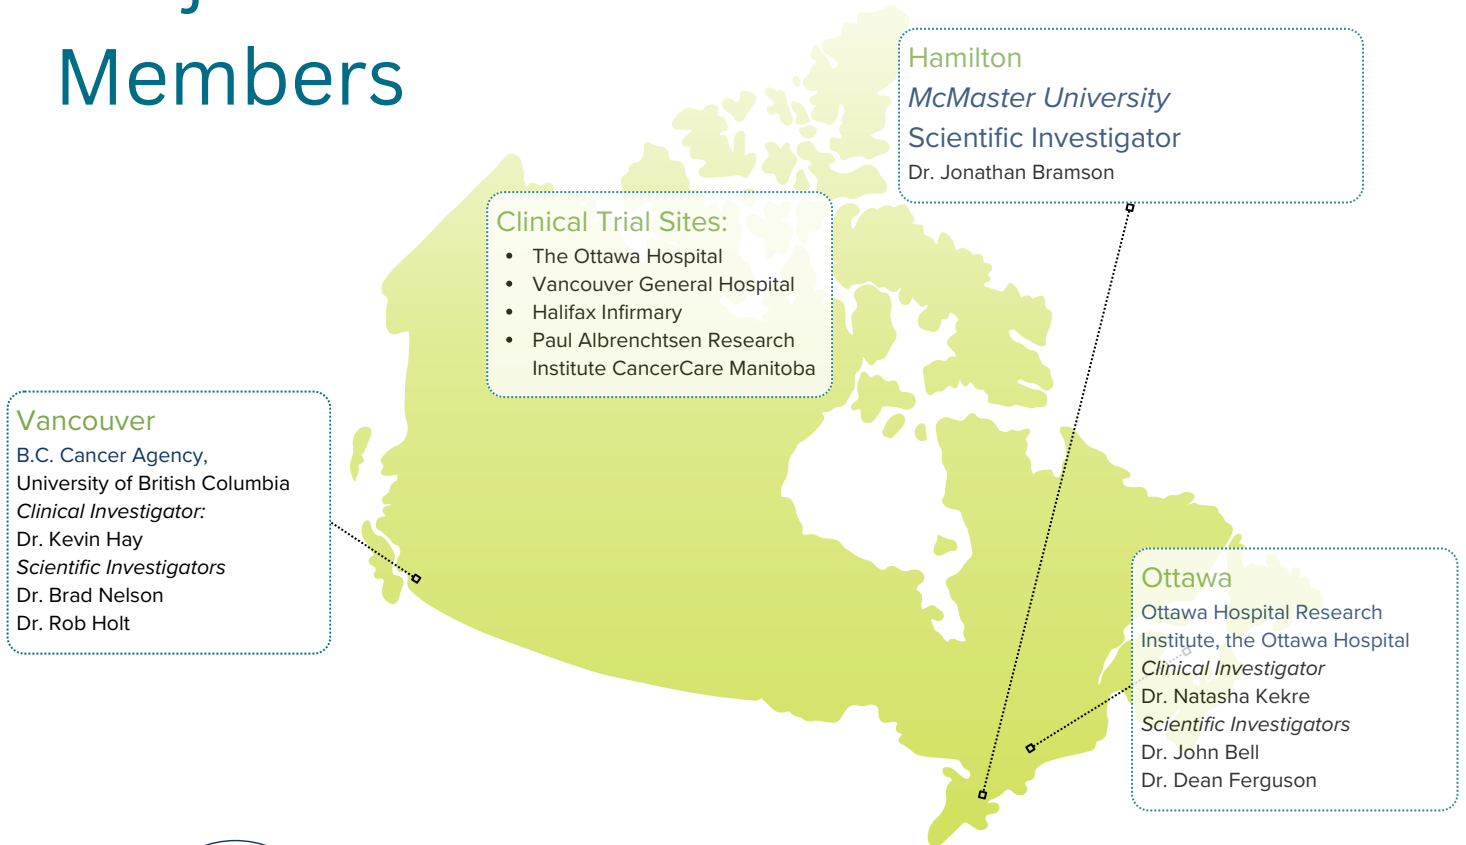 Members
Hamilton
McMaster University
Scientific Investigator
Dr. Jonathan Bramson
Clinical Trial Sites:
• The Ottawa Hospital
• Vancouver General Hospital
• Halifax Infirmary
• Paul Albrenchtsen Research
Institute CancerCare Manitoba
Vancouver
B.C. Cancer Agency,
University of British Columbia
Clinical Investigator:
Dr. Kevin Hay
Scientific Investigators
Dr. Brad Nelson
Dr. Rob Holt
Ottawa
Ottawa Hospital Research
Institute, the Ottawa Hospital
Clinical Investigator
Dr. Natasha Kekre
Scientific Investigators
Dr. John Bell
Dr. Dean Ferguson